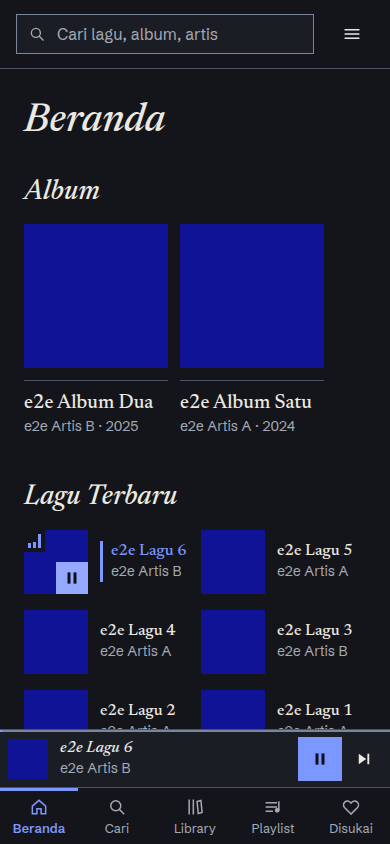 Cari lagu, album, artis
Beranda
Album
e2e Album Dua
e2e Artis B · 2025
e2e Album Satu
e2e Artis A · 2024
Lagu Terbaru
e2e Lagu 6
e2e Artis B
e2e Lagu 5
e2e Artis A
e2e Lagu 4
e2e Artis A
e2e Lagu 3
e2e Artis B
e2e Lagu 2
e2e Lagu 1
e2e Lagu 6
e2e Artis B
Beranda
Cari
Library
Playlist
Disukai